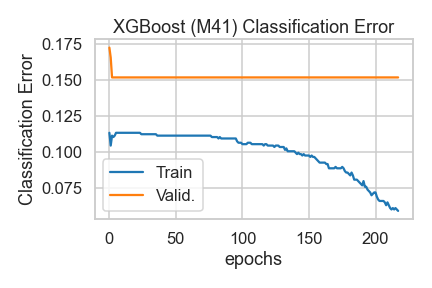 XGBoost (M41) Classification Error
Classification Error
0.175
0.150
0.125
0.100
0.075
Train
Valid.
0 50 100 150 200
epochs